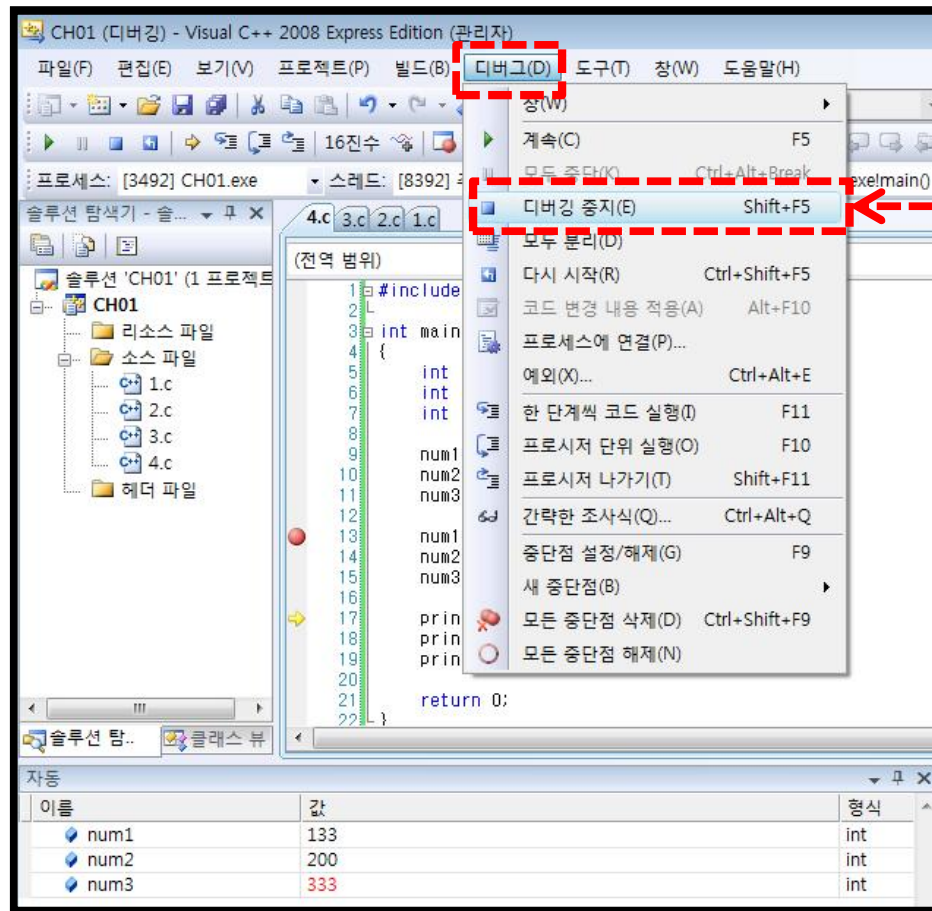 CH01 (디버깅) - Visual C++ 2008 Express Edition (관리자)
파일(F) 편집(E) 보기(V) 프로젝트(P) 빌드(B) 디버그(D) 도구(T) 창(W) 도움말(H)
16진수
프로세스: [3492] CH01.exe 스레드: [8392] exe!main()
창(W)
계속(C) F5
모두 중단(K) Ctrl+Alt+Break
디버깅 중지(E) Shift+F5
모두 분리(D)
다시 시작(R) Ctrl+Shift+F5
코드 변경 내용 적용(A) Alt+F10
프로세스에 연결(P)...
예외(X)... Ctrl+Alt+E
한 단계씩 코드 실행(I) F11
프로시저 단위 실행(O) F10
프로시저 나가기(T) Shift+F11
간략한 조사식(Q)... Ctrl+Alt+Q
중단점 설정/해제(G) F9
새 중단점(B)
모든 중단점 삭제(D) Ctrl+Shift+F9
모든 중단점 해제(N)
솔루션 탐색기 - 솔...
솔루션 'CH01' (1 프로젝트
CH01
리소스 파일
소스 파일
1.c
2.c
3.c
4.c
헤더 파일
솔루션 탐.. 클래스 뷰
4.c 3.c 2.c 1.c
(전역 범위)
1 #include
2
3 int main
4 {
5 int
6 int
7 int
8
9 num1
10 num2
11 num3
12
13 num1
14 num2
15 num3
16
17 prin
18 prin
19 prin
20
21 return 0;
22 }
자동
이름 값 형식
num1 133 int
num2 200 int
num3 333 int